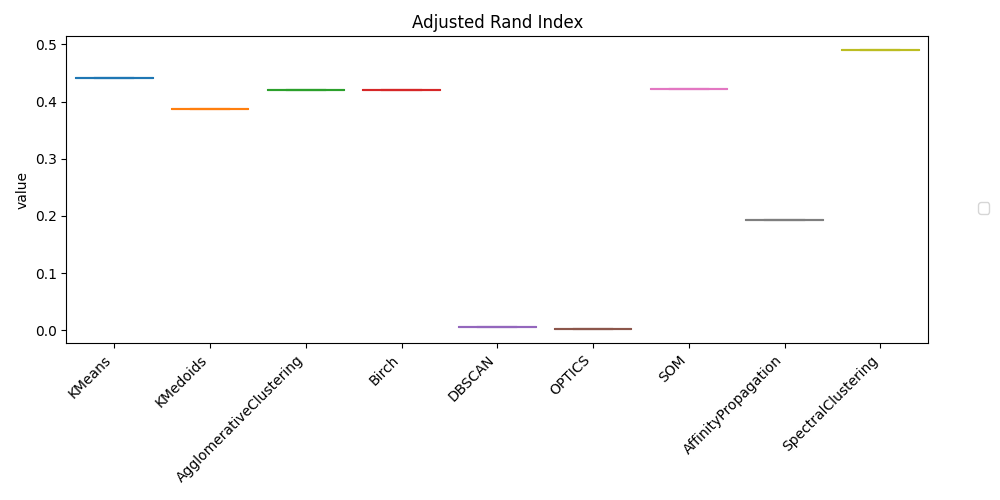 Adjusted Rand Index
value
0.5
0.4
0.3
0.2
0.1
0.0
KMeans
KMedoids
AgglomerativeClustering
Birch
DBSCAN
OPTICS
SOM
AffinityPropagation
SpectralClustering